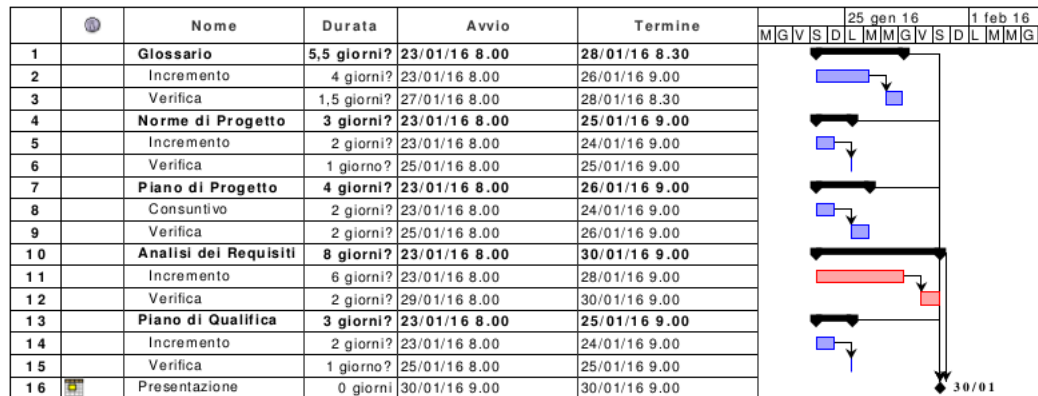 Nome Durata Avvio Termine 25 gen 16 1 feb 16
M G V S D L M M G V S D L M M G
1 Glossario 5,5 giorni? 23/01/16 8.00 28/01/16 8.30
2 Incremento 4 giorni? 23/01/16 8.00 26/01/16 9.00
3 Verifica 1,5 giorni? 27/01/16 8.00 28/01/16 8.30
4 Norme di Progetto 3 giorni? 23/01/16 8.00 25/01/16 9.00
5 Incremento 2 giorni? 23/01/16 8.00 24/01/16 9.00
6 Verifica 1 giorno? 25/01/16 8.00 25/01/16 9.00
7 Piano di Progetto 4 giorni? 23/01/16 8.00 26/01/16 9.00
8 Consuntivo 2 giorni? 23/01/16 8.00 24/01/16 9.00
9 Verifica 2 giorni? 25/01/16 8.00 26/01/16 9.00
10 Analisi dei Requisiti 8 giorni? 23/01/16 8.00 30/01/16 9.00
11 Incremento 6 giorni? 23/01/16 8.00 28/01/16 9.00
12 Verifica 2 giorni? 29/01/16 8.00 30/01/16 9.00
13 Piano di Qualifica 3 giorni? 23/01/16 8.00 25/01/16 9.00
14 Incremento 2 giorni? 23/01/16 8.00 24/01/16 9.00
15 Verifica 1 giorno? 25/01/16 8.00 25/01/16 9.00
16 Presentazione 0 giorni 30/01/16 9.00 30/01/16 9.00 30/01